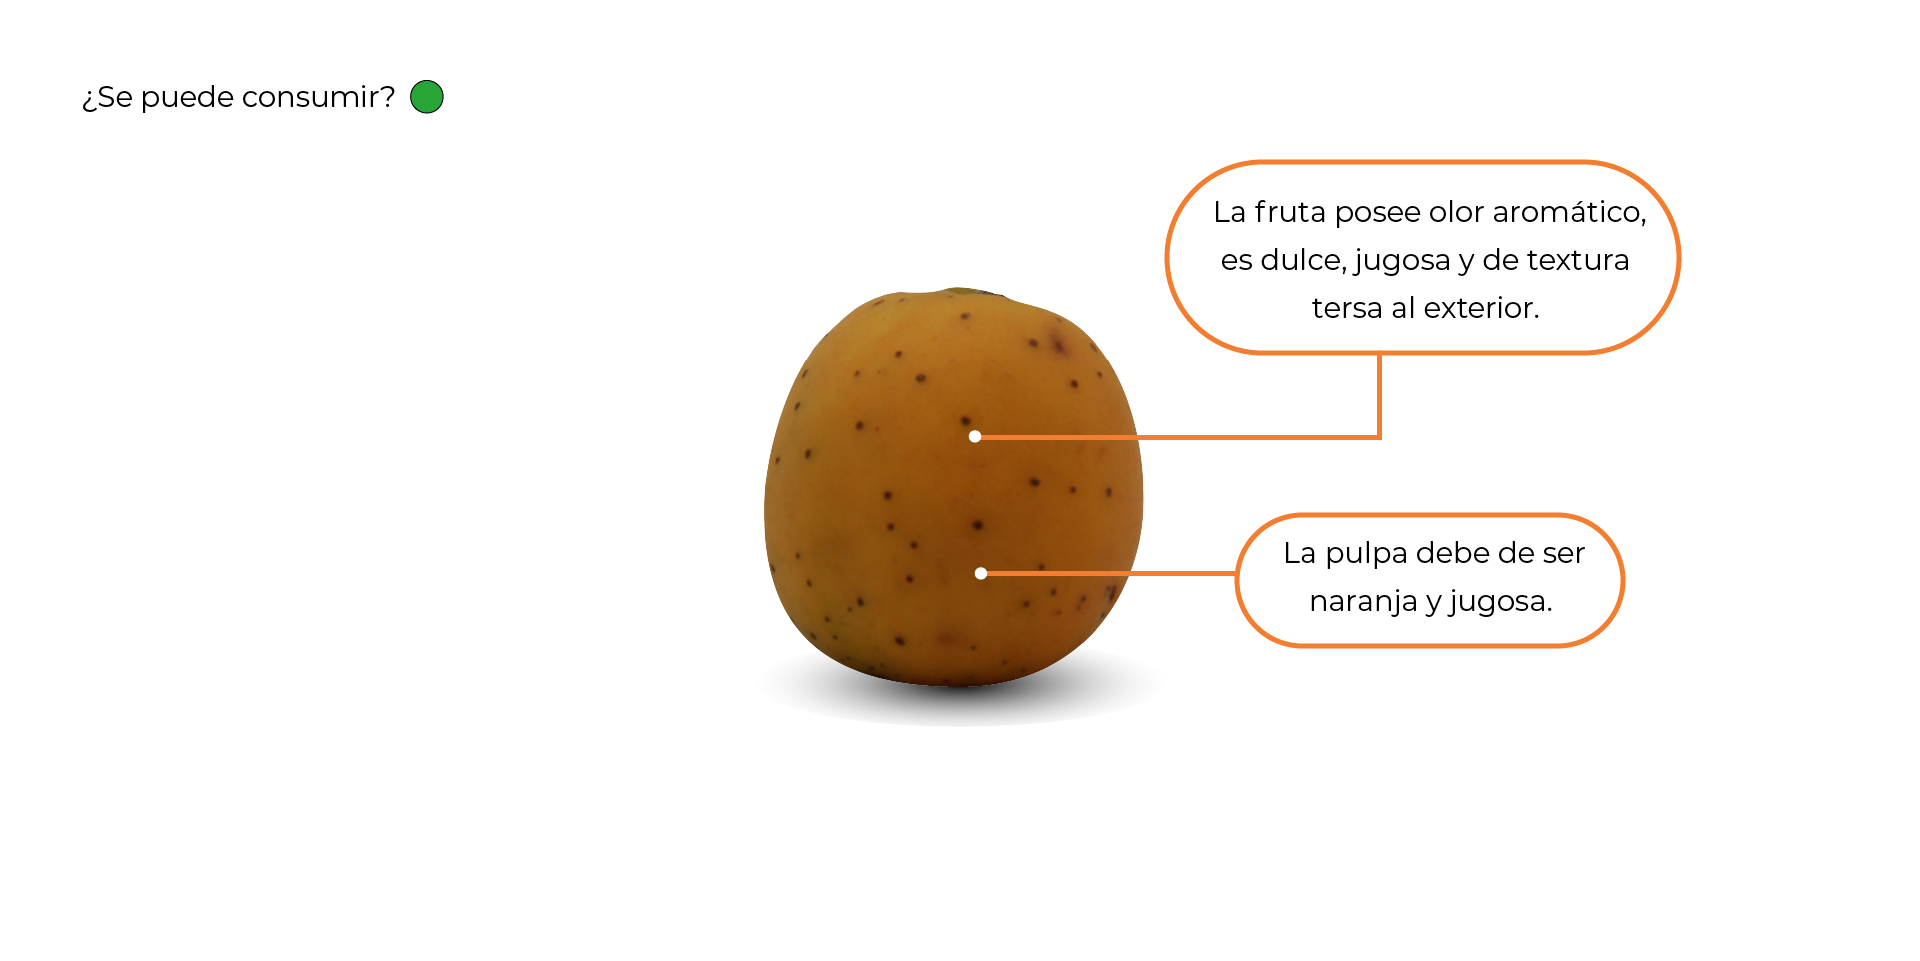 ¿Se puede consumir?
La fruta posee olor aromático,
es dulce, jugosa y de textura
tersa al exterior.
La pulpa debe de ser
naranja y jugosa.